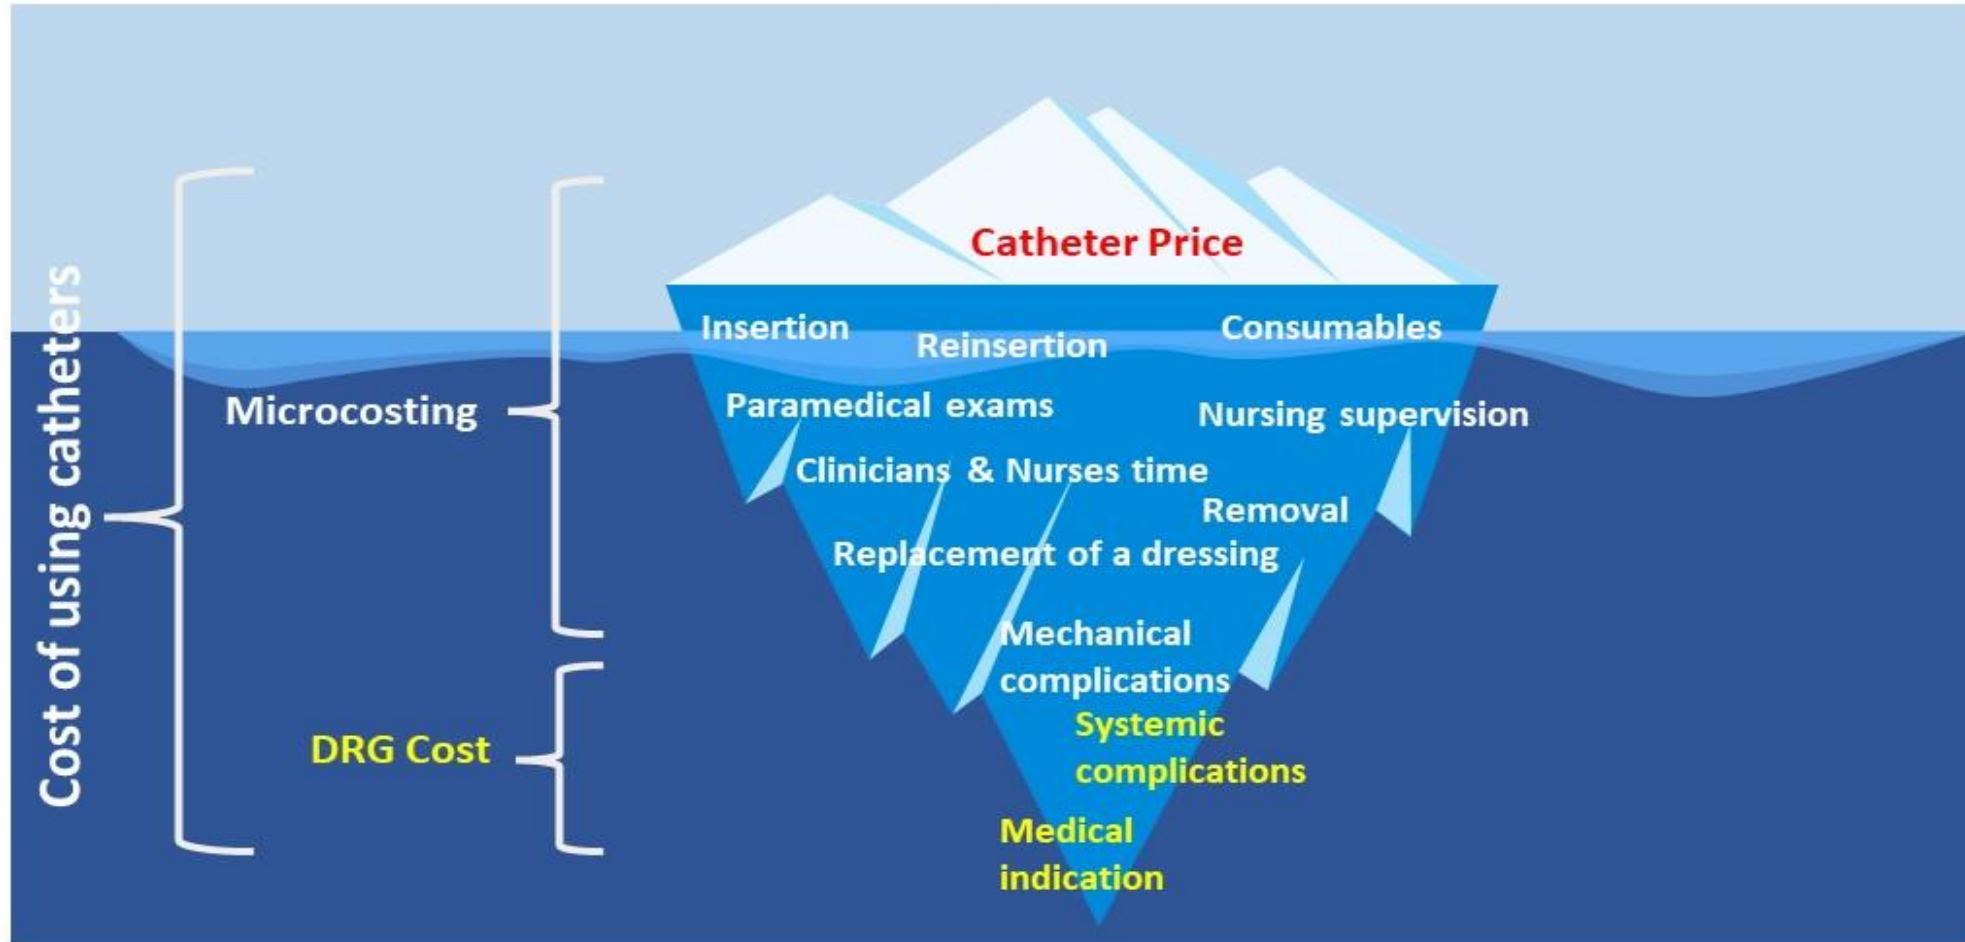 Cost of using catheters
Microcosting
DRG Cost
Catheter Price
Insertion
Reinsertion
Consumables
Paramedical exams
Nursing supervision
Clinicians & Nurses time
Removal
Replacement of a dressing
Mechanical
complications
Systemic
complications
Medical
indication